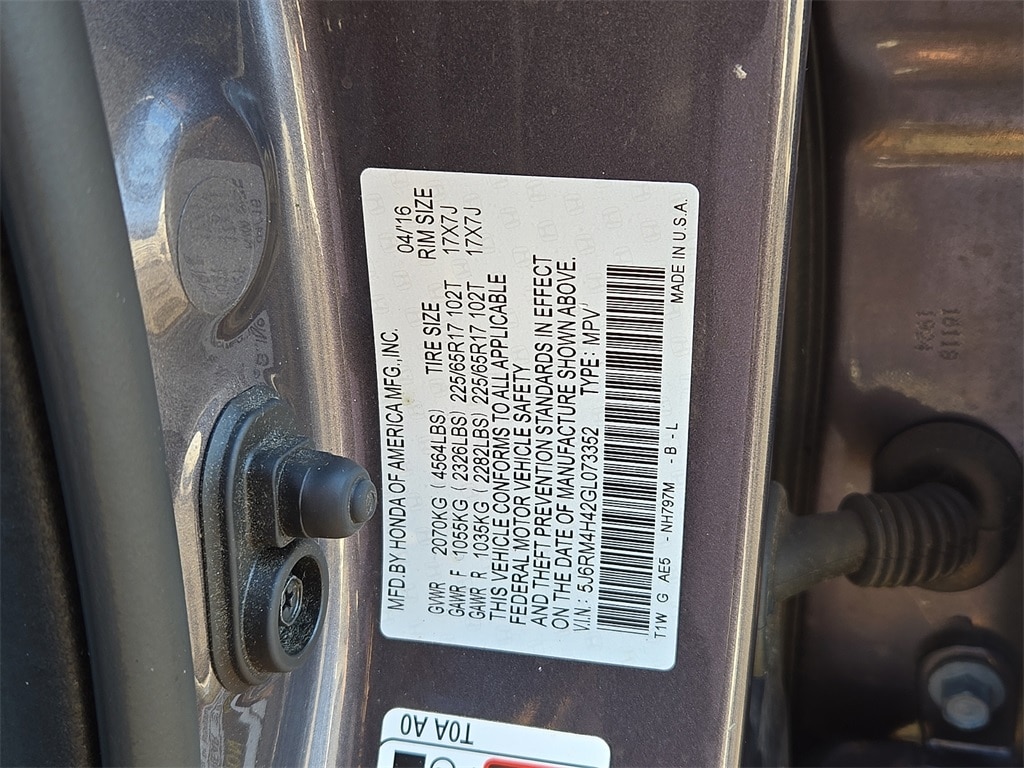 MFD.BY HONDA OF AMERICA MFG.,INC. 04/'16
TIRE SIZE RIM SIZE
GVWR 2070KG ( 4564LBS)
GAWR F 1055KG ( 2326LBS) 225/65R17 102T 17X7J
GAWR R 1035KG ( 2282LBS) 225/65R17 102T 17X7J
THIS VEHICLE CONFORMS TO ALL APPLICABLE
FEDERAL MOTOR VEHICLE SAFETY
AND THEFT PREVENTION STANDARDS IN EFFECT
ON THE DATE OF MANUFACTURE SHOWN ABOVE.
V.I.N.: 5J6RM4H42GL073352 TYPE: MPV
T1W G AE5 -NH797M -B-L
MADE IN U.S.A.
T0A A0